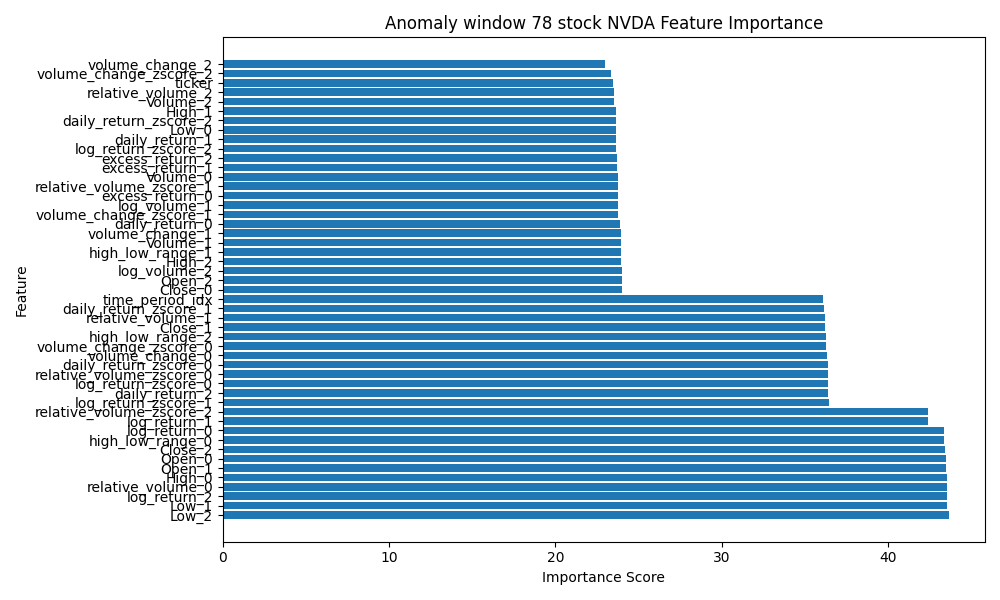 Anomaly window 78 stock NVDA Feature Importance
volume_change_2
volume_change_zscore_2
ticker
relative_volume_2
Volume_2
High_1
daily_return_zscore_2
Low_0
daily_return_1
log_return_zscore_2
excess_return_2
excess_return_1
Volume_0
relative_volume_zscore_1
excess_return_0
log_volume_1
volume_change_zscore_1
daily_return_0
volume_change_1
Volume_1
high_low_range_1
High_2
log_volume_2
Open_2
Close_0
time_period_idx
daily_return_zscore_1
relative_volume_1
Close_1
high_low_range_2
volume_change_zscore_0
volume_change_0
daily_return_zscore_0
relative_volume_zscore_0
log_return_zscore_0
daily_return_2
log_return_zscore_1
relative_volume_zscore_2
log_return_1
log_return_0
high_low_range_0
Close_2
Open_0
Open_1
High_0
relative_volume_0
log_return_2
Low_1
Low_2
Feature
0 10 20 30 40
Importance Score